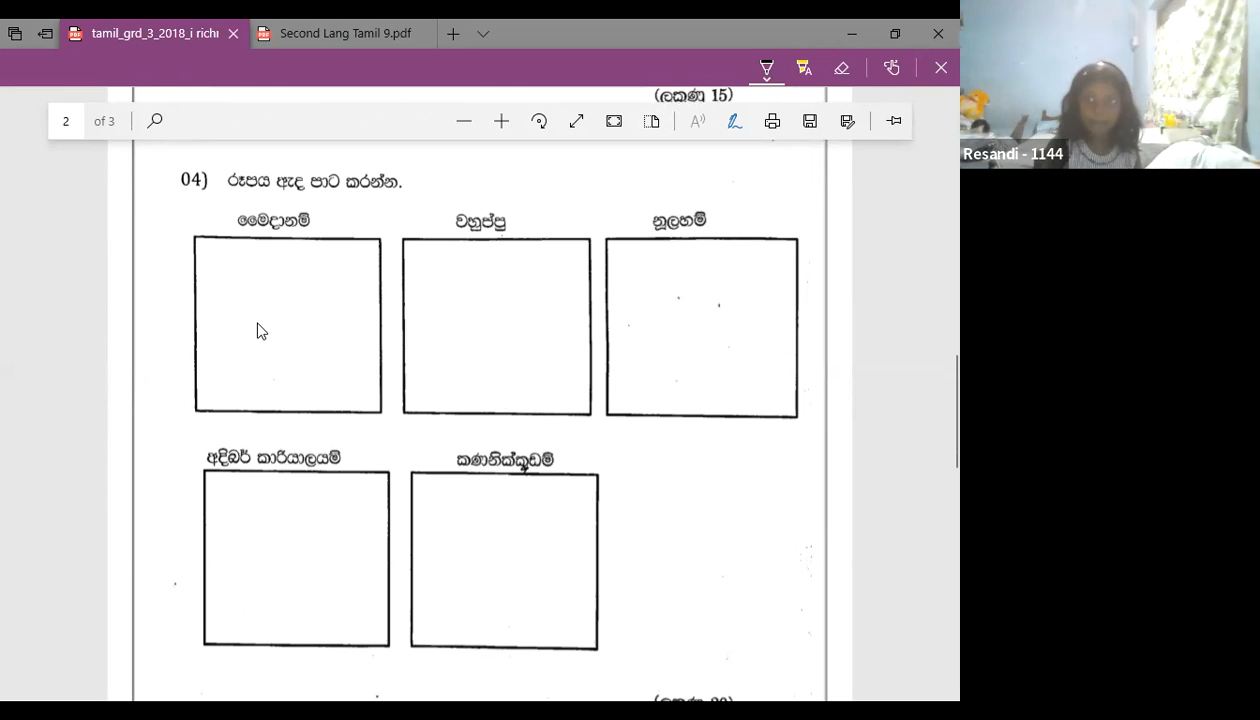 tamil_grd_3_2018_i richı
Second Lang Tamil 9.pdf
2 of 3
(ලකුණු 15)
04) රූපය ඇඳ පාට කරන්න.
මෛදානම් වහුප්පු නූලහම්
අදිබර් කාරියාලයම් කණනික්කූඩම්
Resandi - 1144